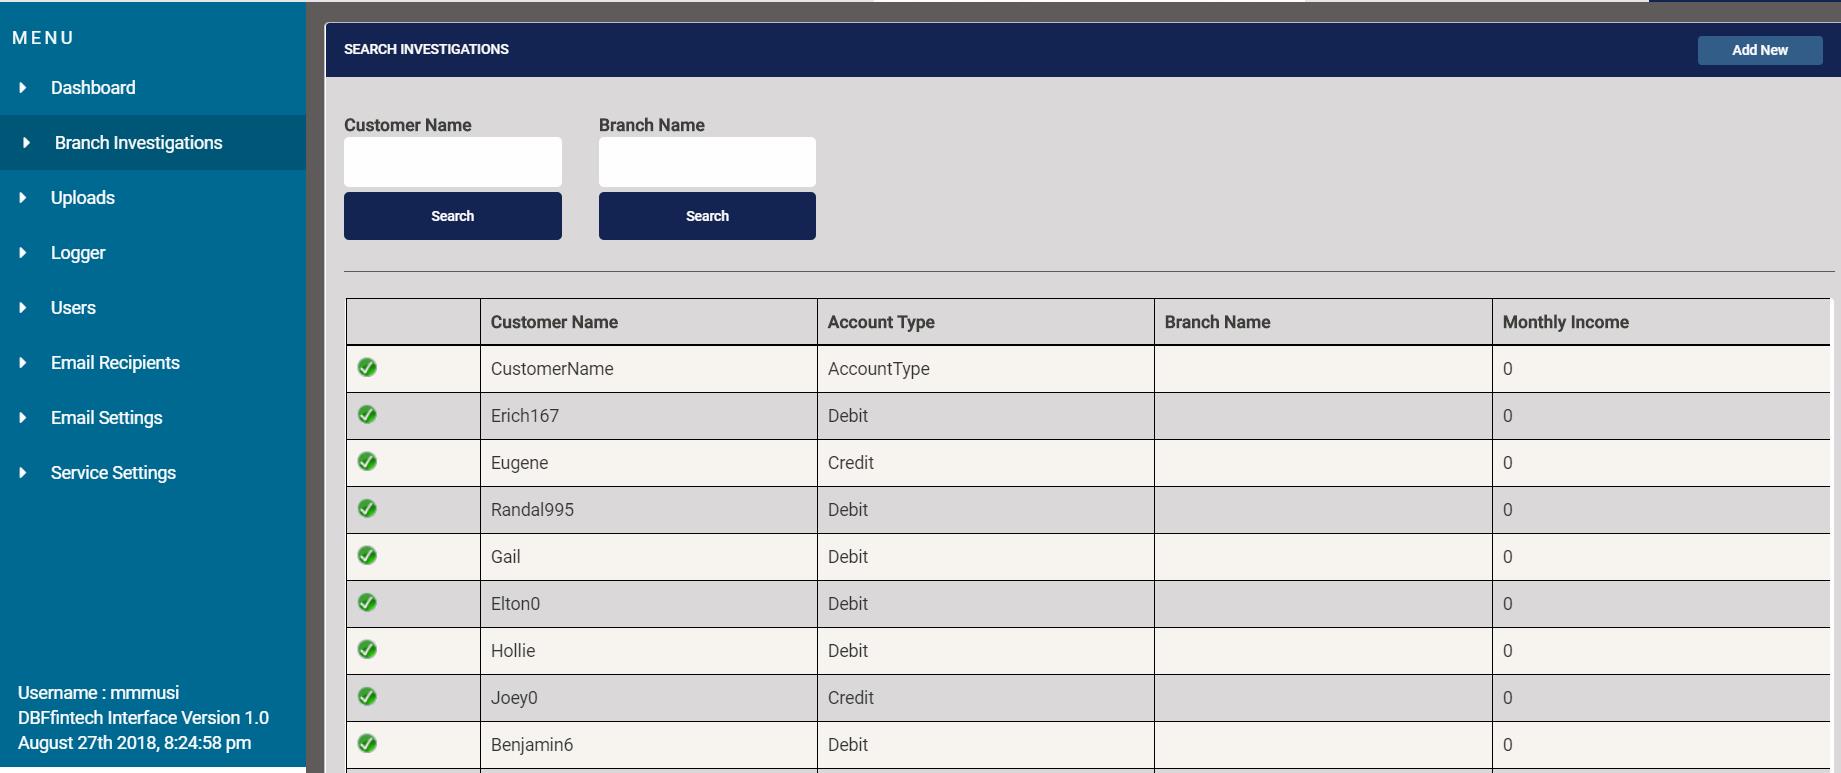 MENU
Dashboard
Branch Investigations
Uploads
Logger
Users
Email Recipients
Email Settings
Service Settings
Username : mmmusi
DBFfintech Interface Version 1.0
August 27th 2018, 8:24:58 pm
SEARCH INVESTIGATIONS Add New
Customer Name Branch Name
Search Search
Customer Name Account Type Branch Name Monthly Income
CustomerName AccountType 0
Erich167 Debit 0
Eugene Credit 0
Randal995 Debit 0
Gail Debit 0
Elton0 Debit 0
Hollie Debit 0
Joey0 Credit 0
Benjamin6 Debit 0